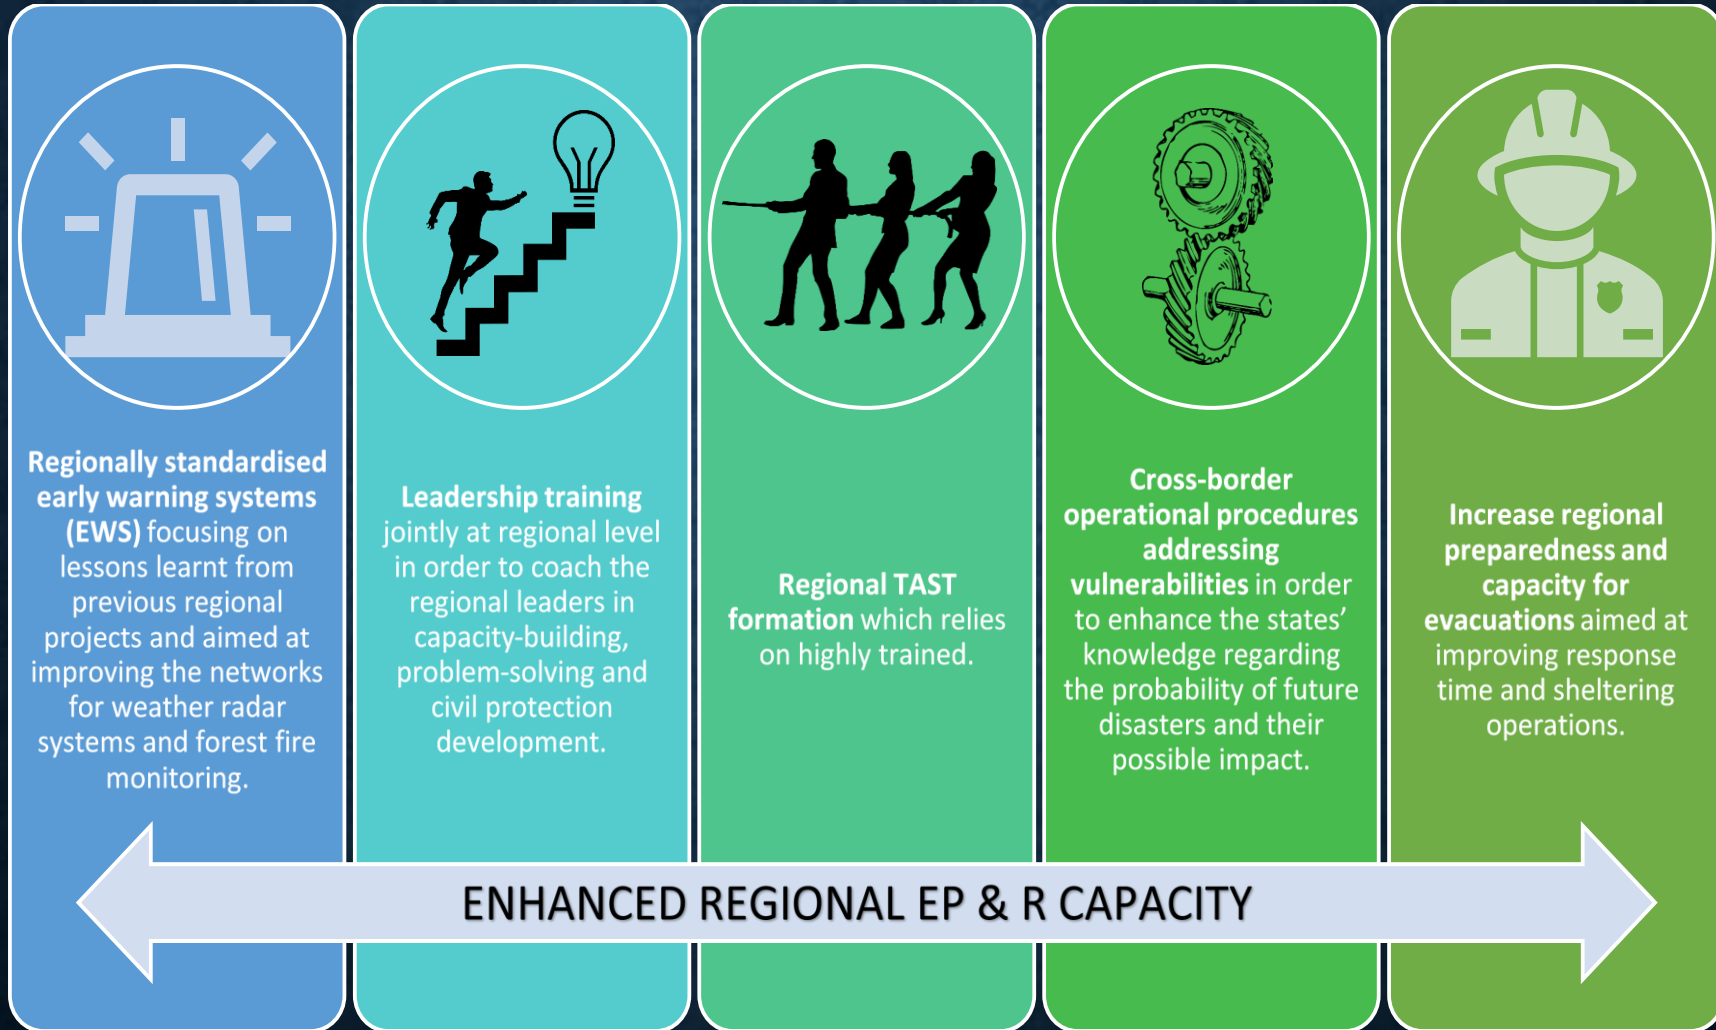 Regionally standardised
early warning systems
(EWS) focusing on
lessons learnt from
previous regional
projects and aimed at
improving the networks
for weather radar
systems and forest fire
monitoring.
Leadership training
jointly at regional level
in order to coach the
regional leaders in
capacity-building,
problem-solving and
civil protection
development.
Regional TAST
formation which relies
on highly trained.
Cross-border
operational procedures
addressing
vulnerabilities in order
to enhance the states’
knowledge regarding
the probability of future
disasters and their
possible impact.
Increase regional
preparedness and
capacity for
evacuations aimed at
improving response
time and sheltering
operations.
ENHANCED REGIONAL EP & R CAPACITY